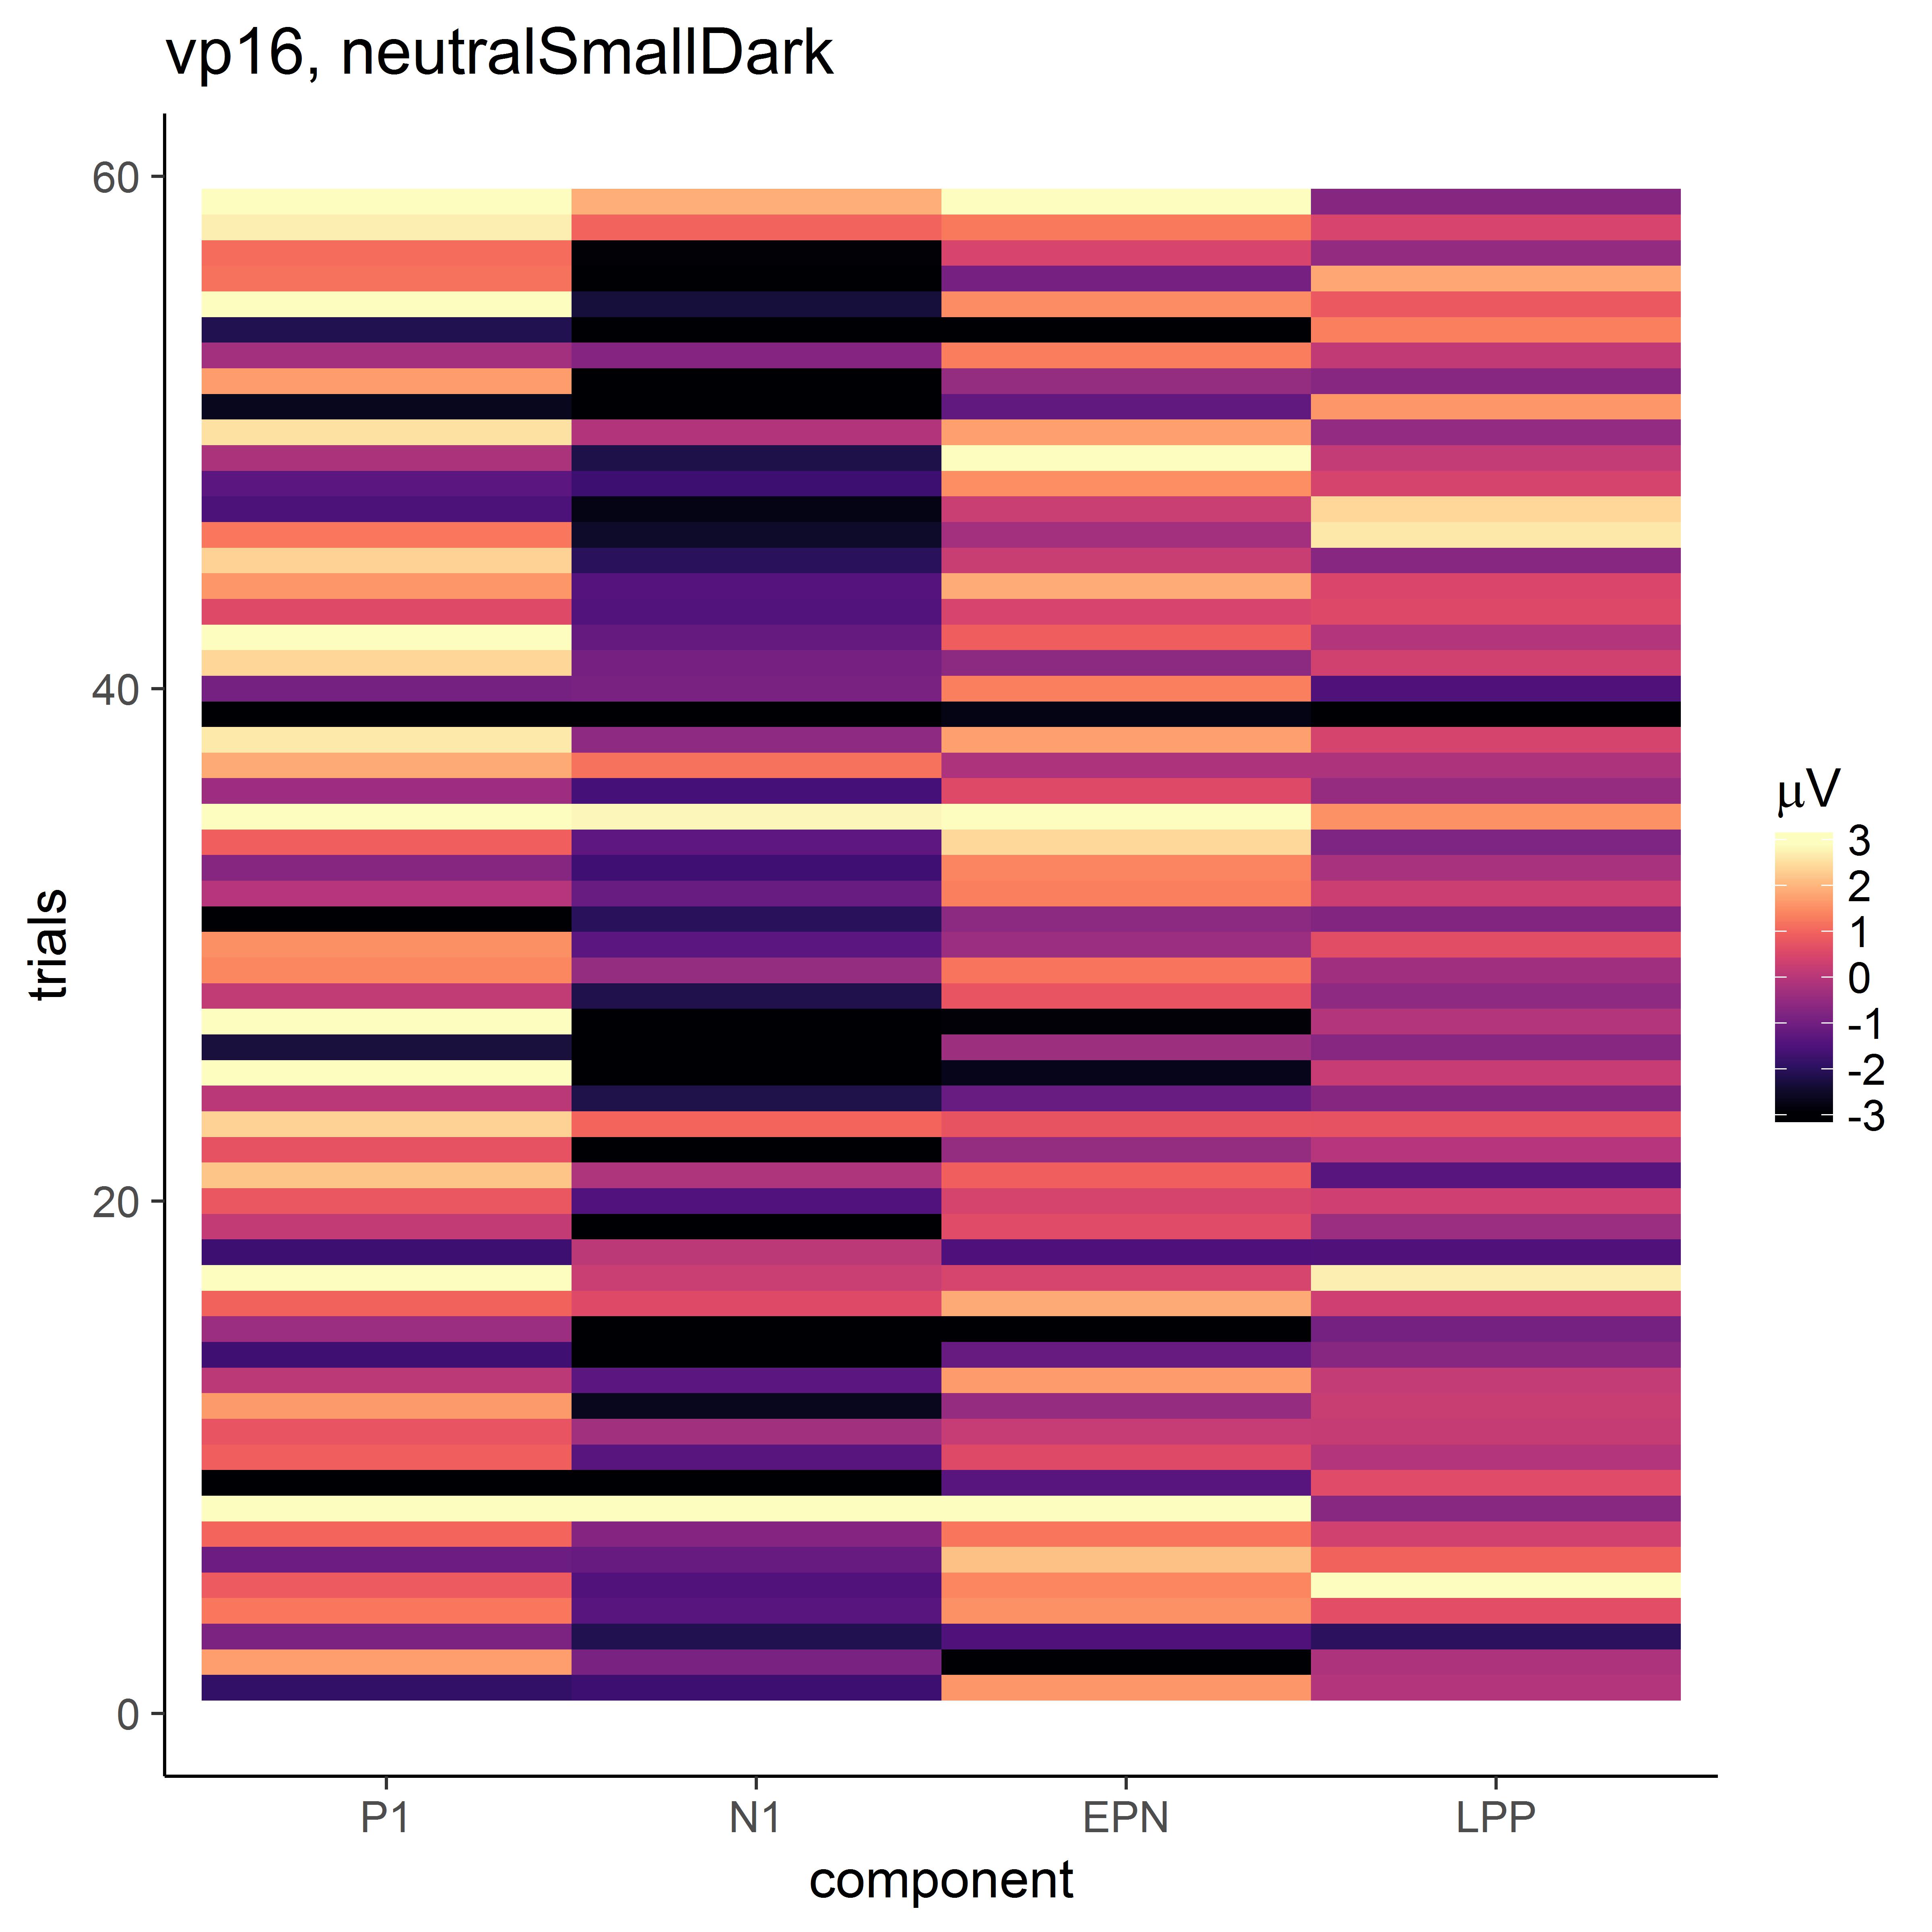 vp16, neutralSmallDark
60
40
20
0
trials
P1 N1 EPN LPP
component
μV
3
2
1
0
-1
-2
-3